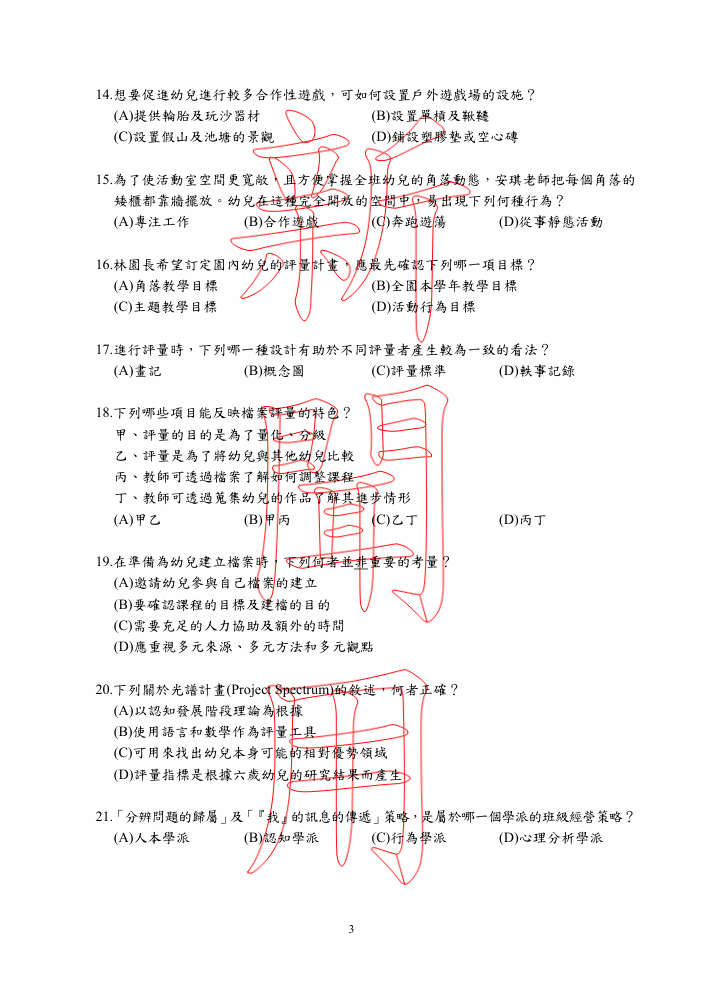 14.想要促進幼兒進行較多合作性遊戲，可如何設置戶外遊戲場的設施？
(A)提供輪胎及玩沙器材 (B)設置單槓及鞦韆
(C)設置假山及池塘的景觀 (D)鋪設塑膠墊或空心磚
15.為了使活動室空間更寬敞，且方便掌握全班幼兒的角落動態，安琪老師把每個角落的
矮櫃都靠牆擺放。幼兒在這種完全開放的空間中，易出現下列何種行為？
(A)專注工作 (B)合作遊戲 (C)奔跑遊蕩 (D)從事靜態活動
16.林園長希望訂定園內幼兒的評量計畫，應最先確認下列哪一項目標？
(A)角落教學目標 (B)全園本學年教學目標
(C)主題教學目標 (D)活動行為目標
17.進行評量時，下列哪一種設計有助於不同評量者產生較為一致的看法？
(A)畫記 (B)概念圖 (C)評量標準 (D)軼事記錄
18.下列哪些項目能反映檔案評量的特色？
甲、評量的目的是為了量化、分級
乙、評量是為了將幼兒與其他幼兒比較
丙、教師可透過檔案了解如何調整課程
丁、教師可透過蒐集幼兒的作品了解其進步情形
(A)甲乙 (B)甲丙 (C)乙丁 (D)丙丁
19.在準備為幼兒建立檔案時，下列何者並非重要的考量？
(A)邀請幼兒參與自己檔案的建立
(B)要確認課程的目標及建檔的目的
(C)需要充足的人力協助及額外的時間
(D)應重視多元來源、多元方法和多元觀點
20.下列關於光譜計畫(Project Spectrum)的敘述，何者正確？
(A)以認知發展階段理論為根據
(B)使用語言和數學作為評量工具
(C)可用來找出幼兒本身可能的相對優勢領域
(D)評量指標是根據六歲幼兒的研究結果而產生
21.「分辨問題的歸屬」及「『我』的訊息的傳遞」策略，是屬於哪一個學派的班級經營策略？
(A)人本學派 (B)認知學派 (C)行為學派 (D)心理分析學派
3
新
聞
用